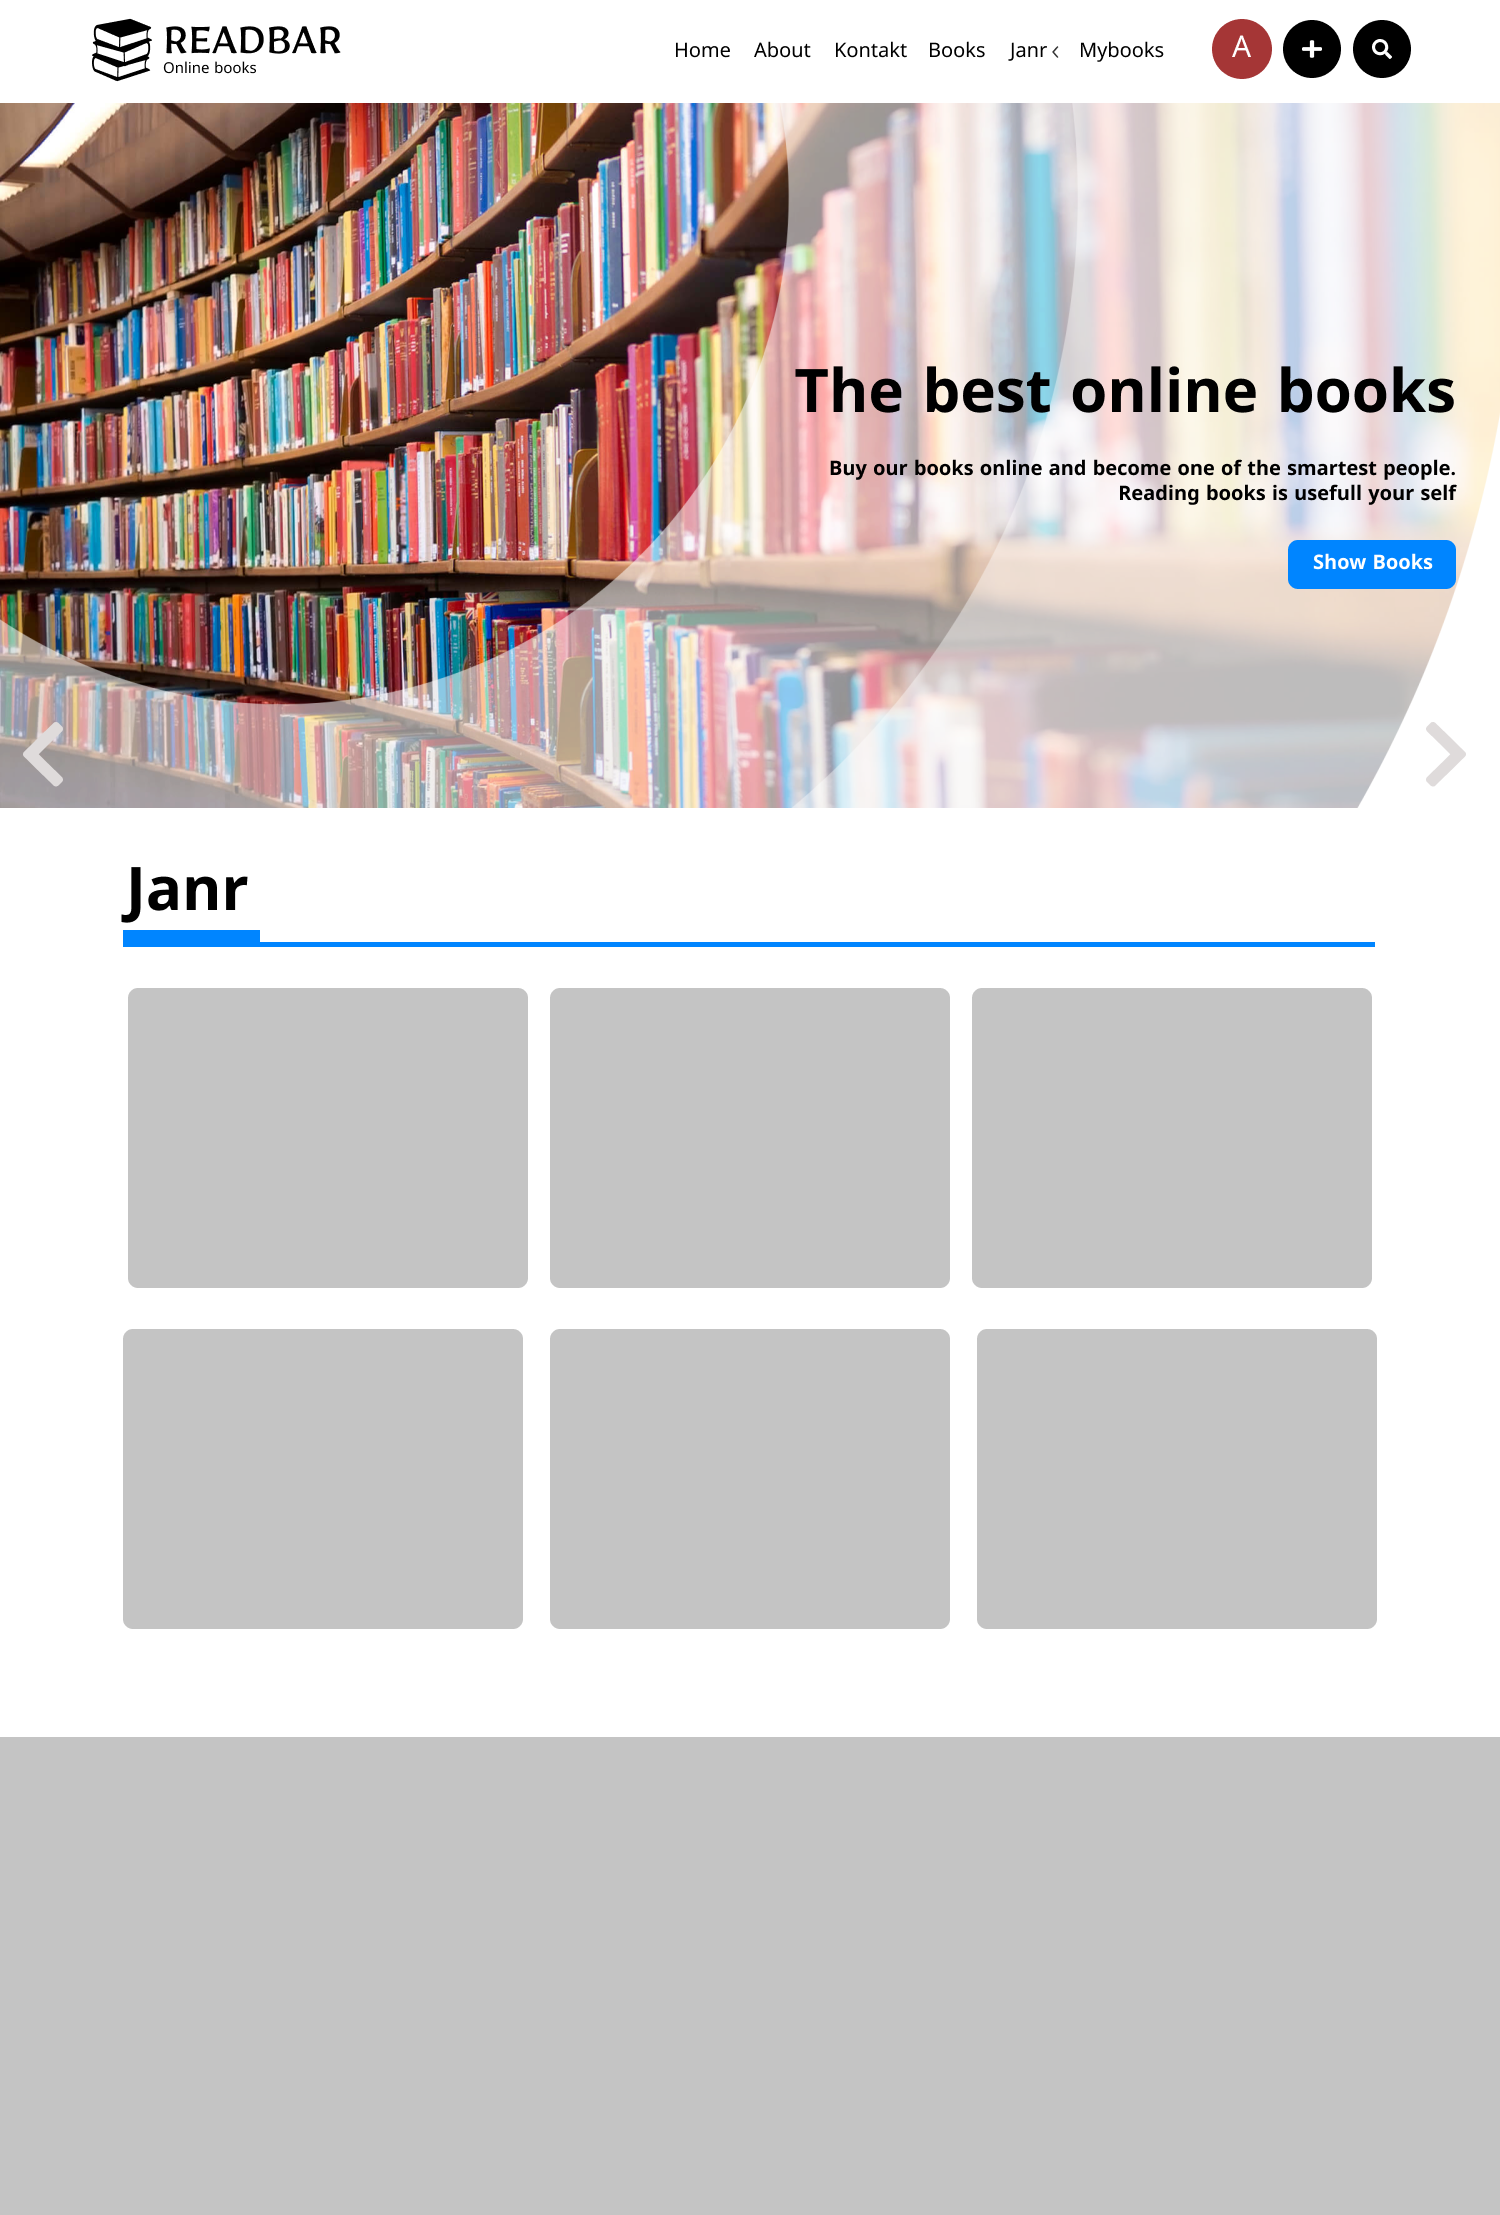 READBAR
Online books
Home About Kontakt Books Janr Mybooks
A
The best online books
Buy our books online and become one of the smartest people.
Reading books is usefull your self
Show Books
Janr